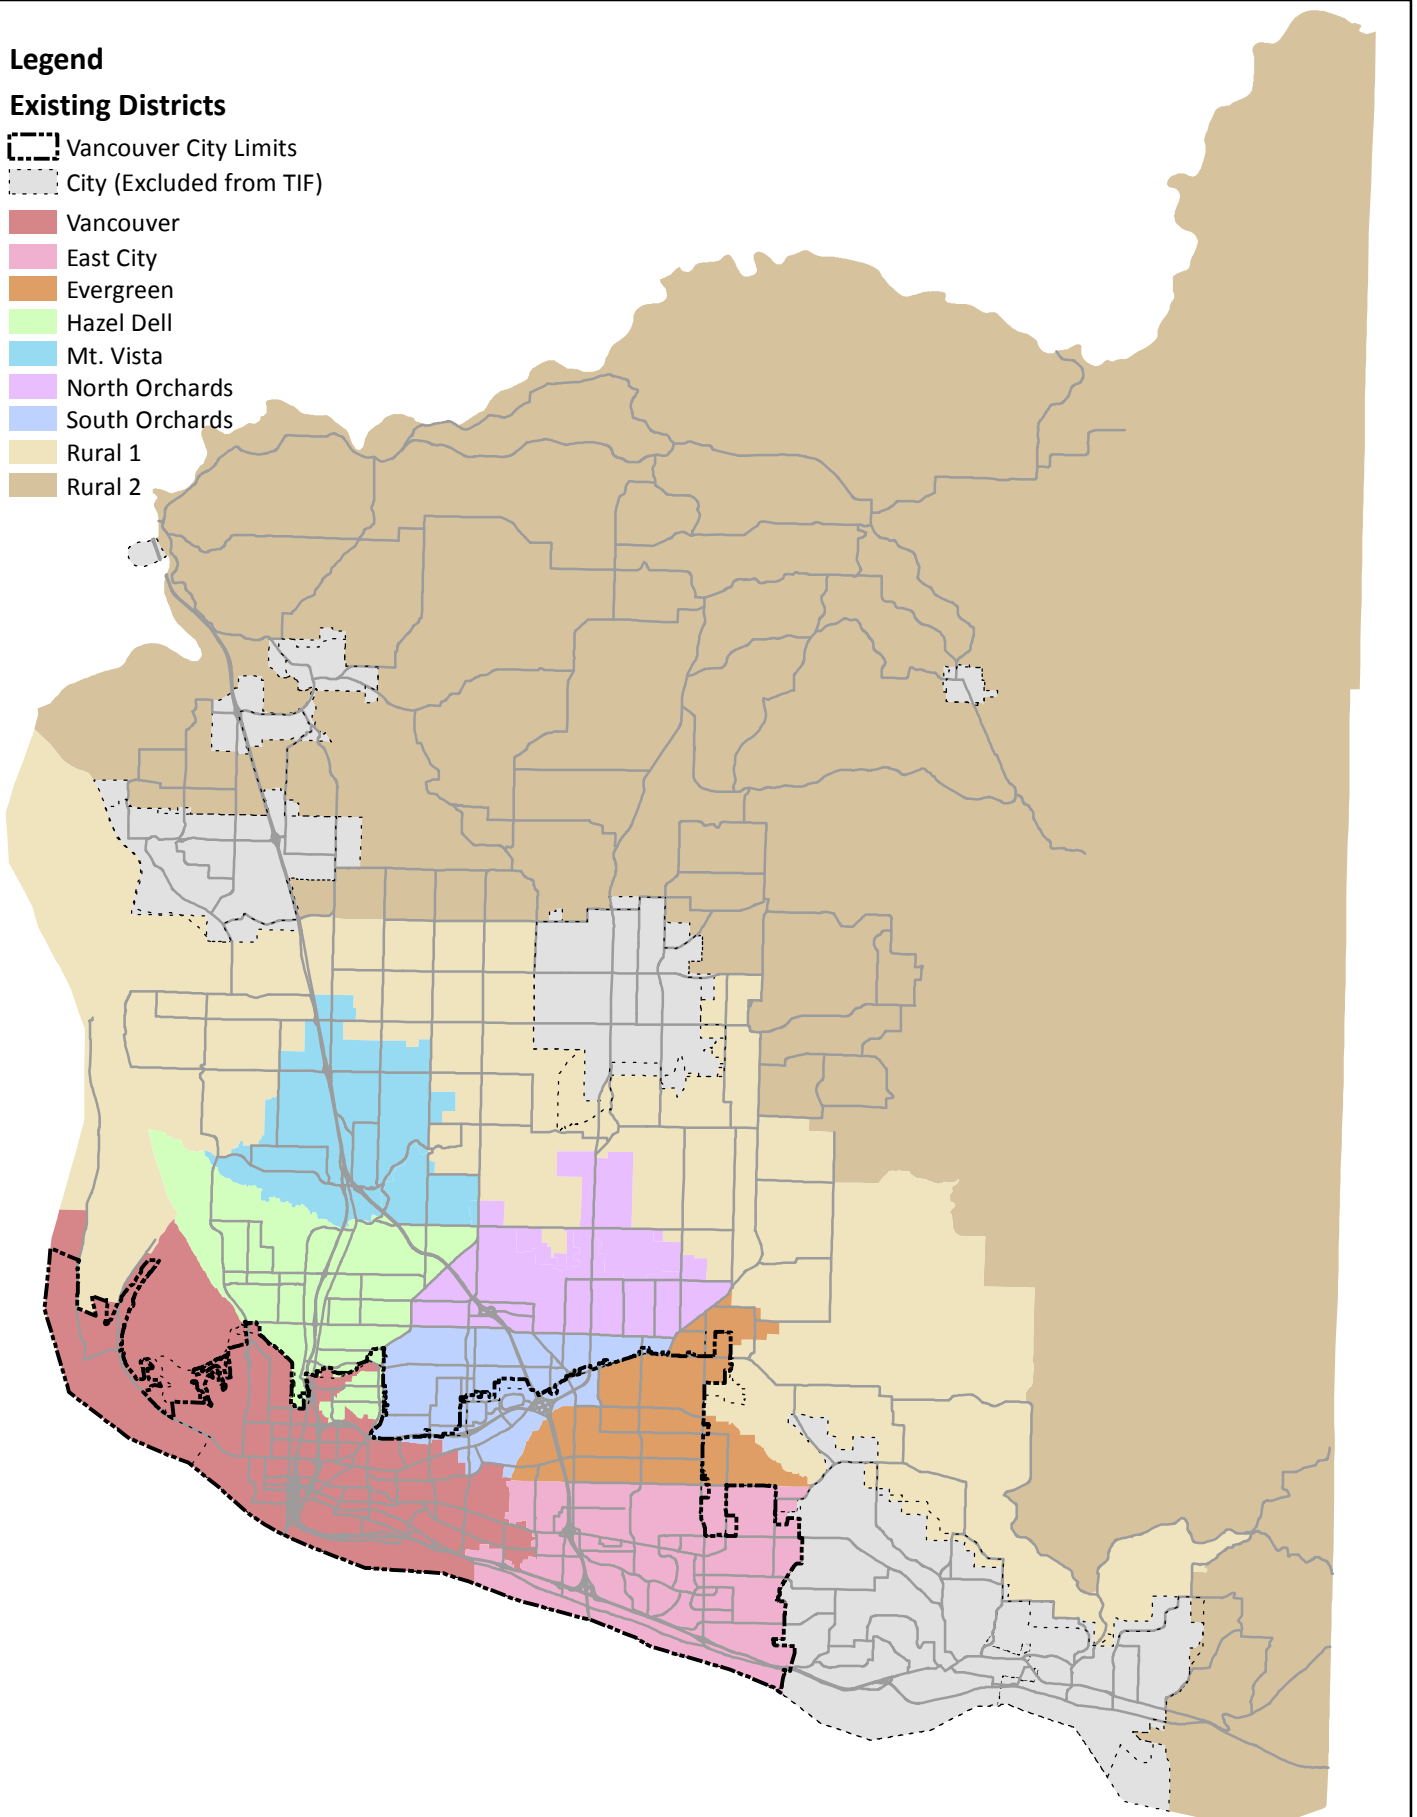 Legend
Existing Districts
Vancouver City Limits
City (Excluded from TIF)
Vancouver
East City
Evergreen
Hazel Dell
Mt. Vista
North Orchards
South Orchards
Rural 1
Rural 2